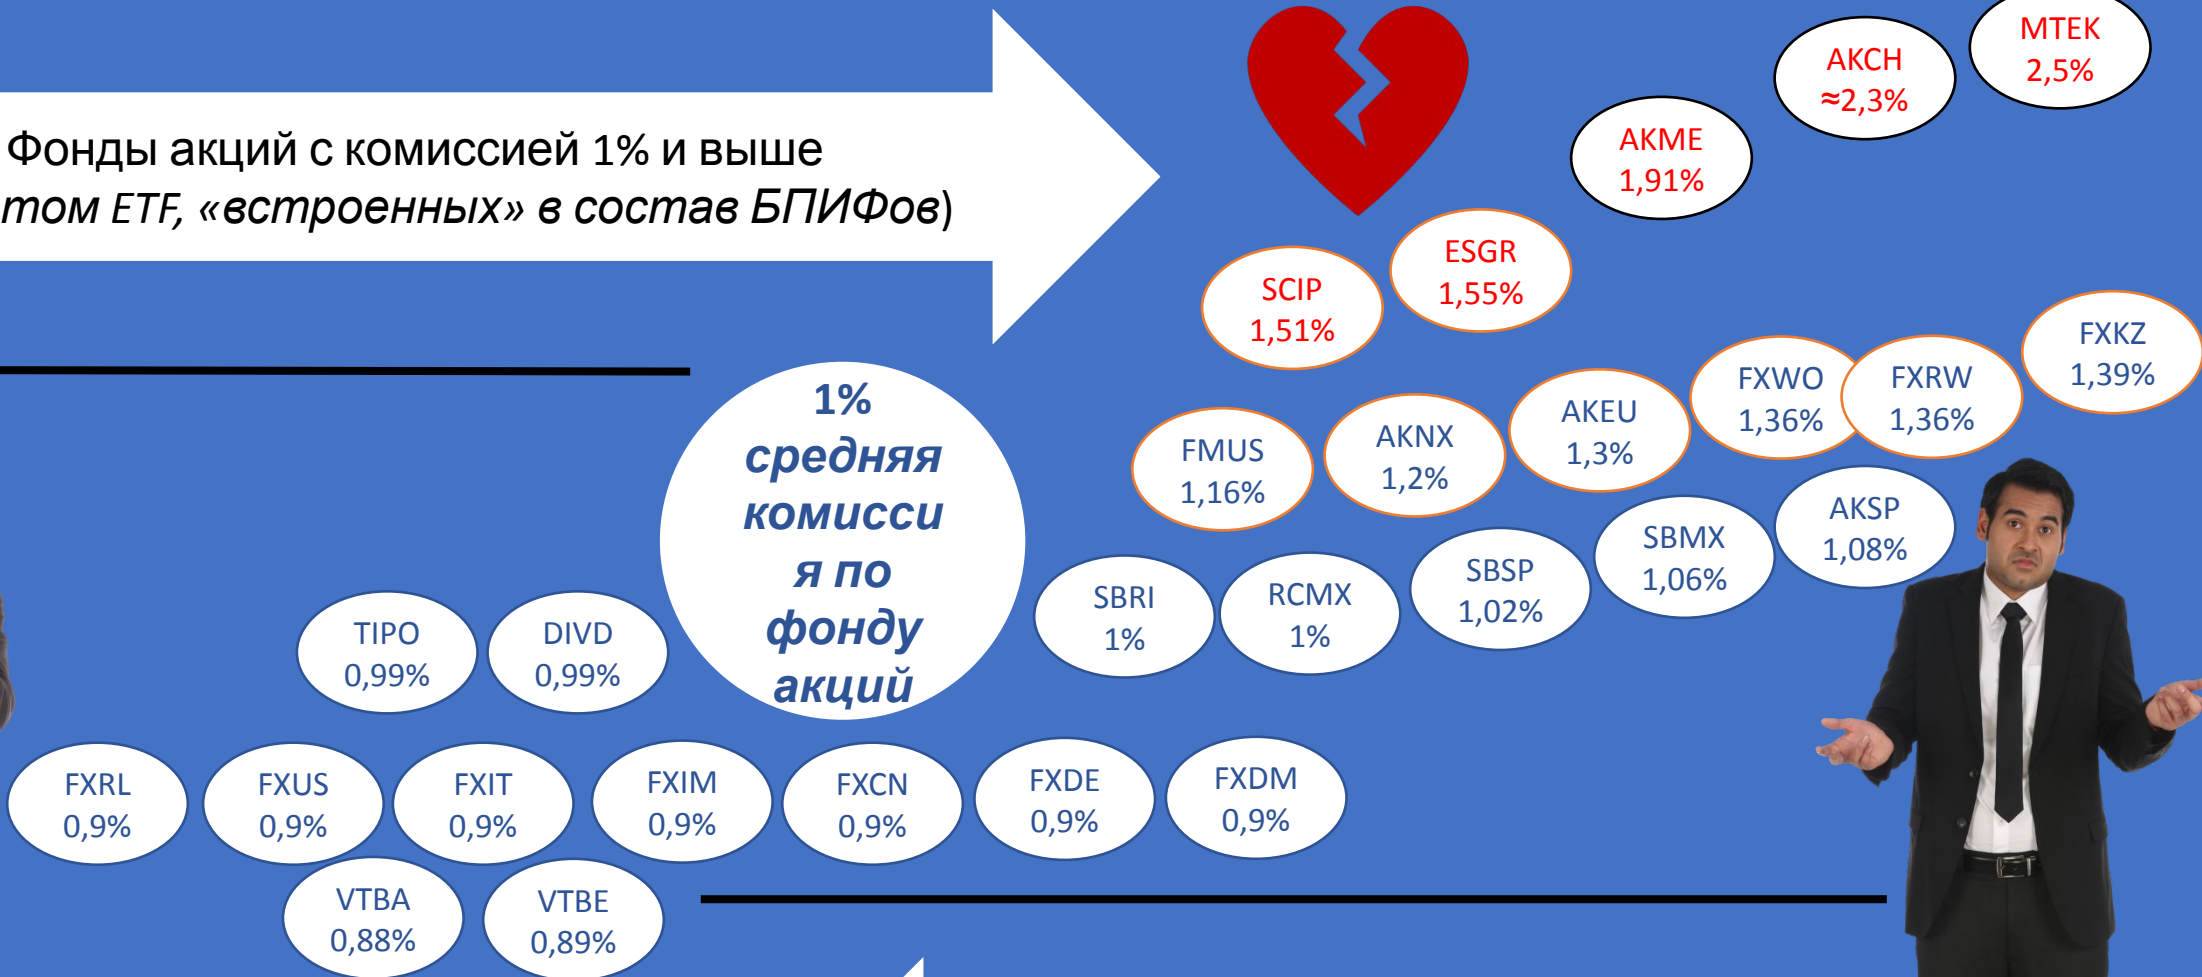 Фонды акций с комиссией 1% и выше
том ETF, «встроенных» в состав БПИФов)
MTEK
2,5%
AKCH
≈2,3%
AKME
1,91%
ESGR
1,55%
SCIP
1,51%
FXKZ
1,39%
FXWO
1,36%
FXRW
1,36%
AKEU
1,3%
AKNX
1,2%
FMUS
1,16%
AKSP
1,08%
SBMX
1,06%
SBSP
1,02%
RCMX
1%
SBRI
1%
1%
средняя
комисси
я по
фонду
акций
TIPO
0,99%
DIVD
0,99%
FXRL
0,9%
FXUS
0,9%
FXIT
0,9%
FXIM
0,9%
FXCN
0,9%
FXDE
0,9%
FXDM
0,9%
VTBA
0,88%
VTBE
0,89%